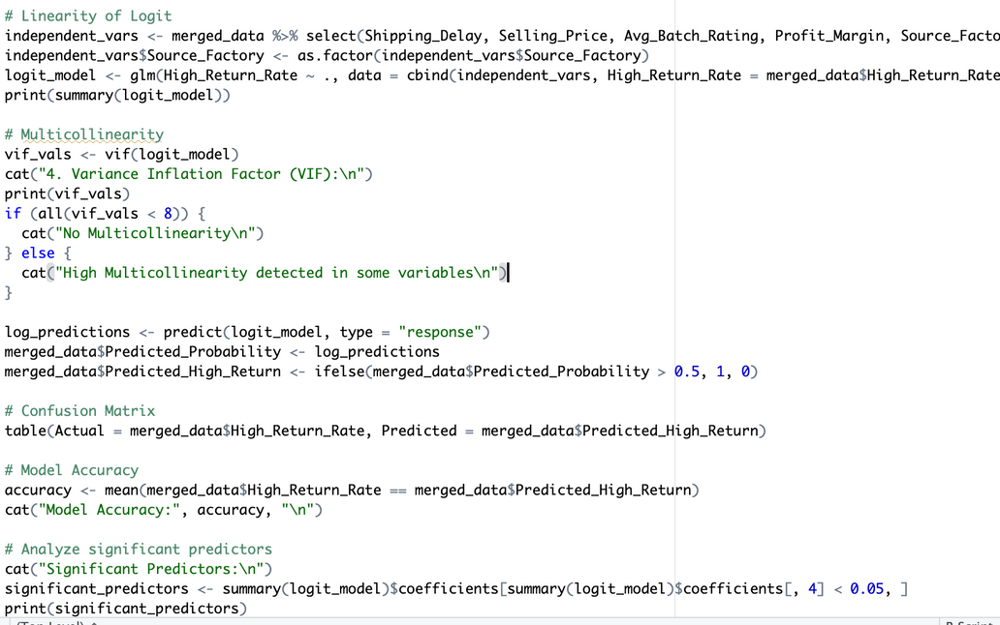 # Linearity of Logit
independent_vars <- merged_data %>% select(Shipping_Delay, Selling_Price, Avg_Batch_Rating, Profit_Margin, Source_Facto
independent_vars$Source_Factory <- as.factor(independent_vars$Source_Factory)
logit_model <- glm(High_Return_Rate ~ ., data = cbind(independent_vars, High_Return_Rate = merged_data$High_Return_Rate
print(summary(logit_model))
# Multicollinearity
vif_vals <- vif(logit_model)
cat("4. Variance Inflation Factor (VIF):\n")
print(vif_vals)
if (all(vif_vals < 8)) {
  cat("No Multicollinearity\n")
} else {
  cat("High Multicollinearity detected in some variables\n")
}
log_predictions <- predict(logit_model, type = "response")
merged_data$Predicted_Probability <- log_predictions
merged_data$Predicted_High_Return <- ifelse(merged_data$Predicted_Probability > 0.5, 1, 0)
# Confusion Matrix
table(Actual = merged_data$High_Return_Rate, Predicted = merged_data$Predicted_High_Return)
# Model Accuracy
accuracy <- mean(merged_data$High_Return_Rate == merged_data$Predicted_High_Return)
cat("Model Accuracy:", accuracy, "\n")
# Analyze significant predictors
cat("Significant Predictors:\n")
significant_predictors <- summary(logit_model)$coefficients[summary(logit_model)$coefficients[, 4] < 0.05, ]
print(significant_predictors)